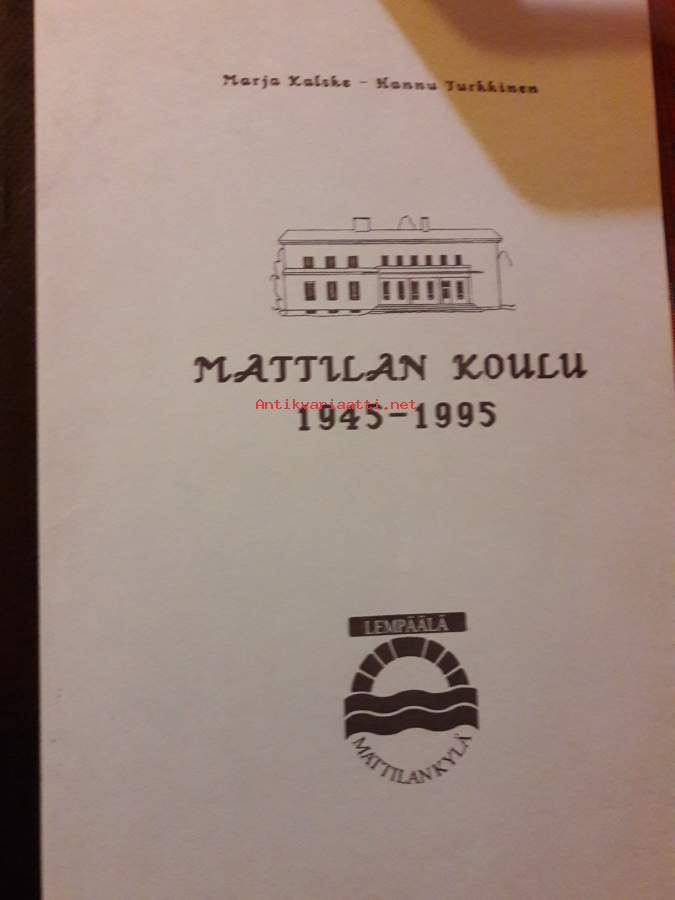 Marja Kalske - Hannu Turkkinen
MATTILAN KOULU
Antikvariaatti.net
1945-1995
LEMPÄÄLÄ
MATTILANKYLÄ